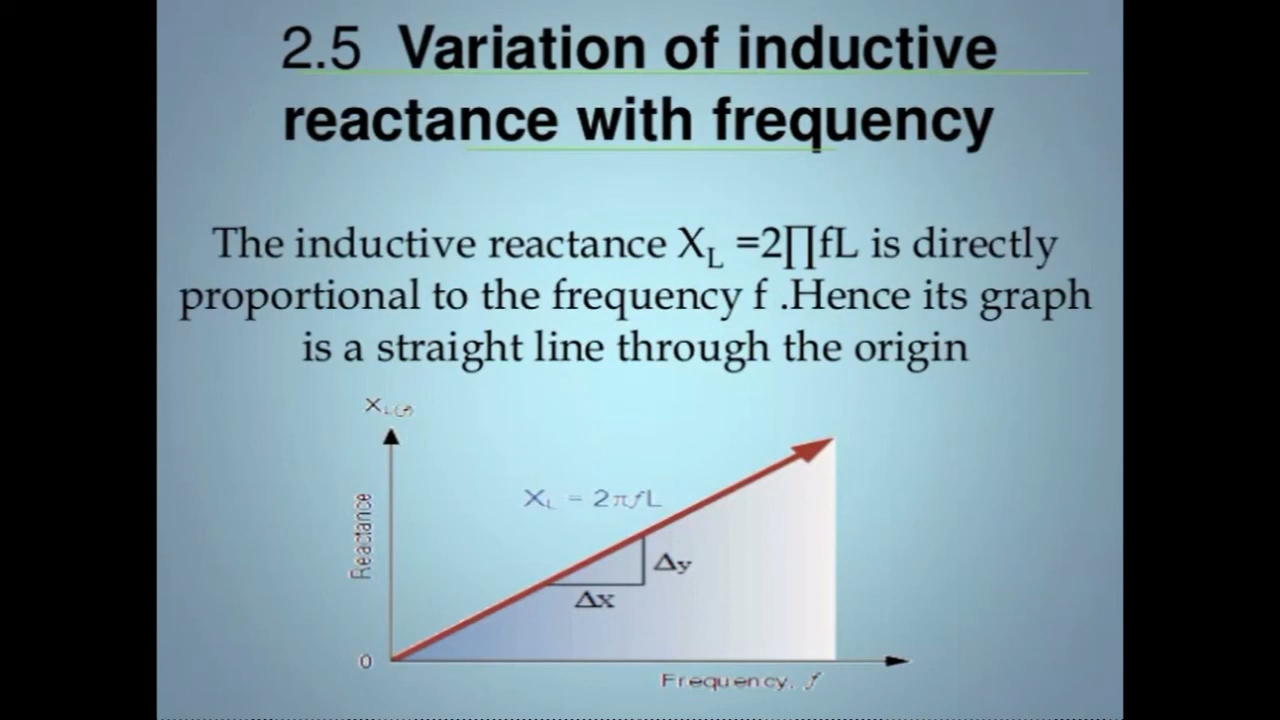 2.5 Variation of inductive
reactance with frequency
The inductive reactance X_L =2∏fL is directly
proportional to the frequency f .Hence its graph
is a straight line through the origin
Reactance
X_L = 2πfL
Δy
Δx
0
Frequency, f